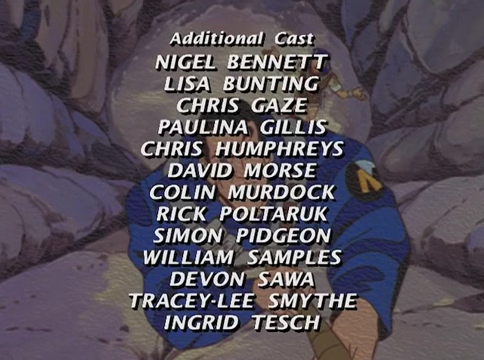 Additional Cast
NIGEL BENNETT
LISA BUNTING
CHRIS GAZE
PAULINA GILLIS
CHRIS HUMPHREYS
DAVID MORSE
COLIN MURDOCK
RICK POLTARUK
SIMON PIDGEON
WILLIAM SAMPLES
DEVON SAWA
TRACEY-LEE SMYTHE
INGRID TESCH